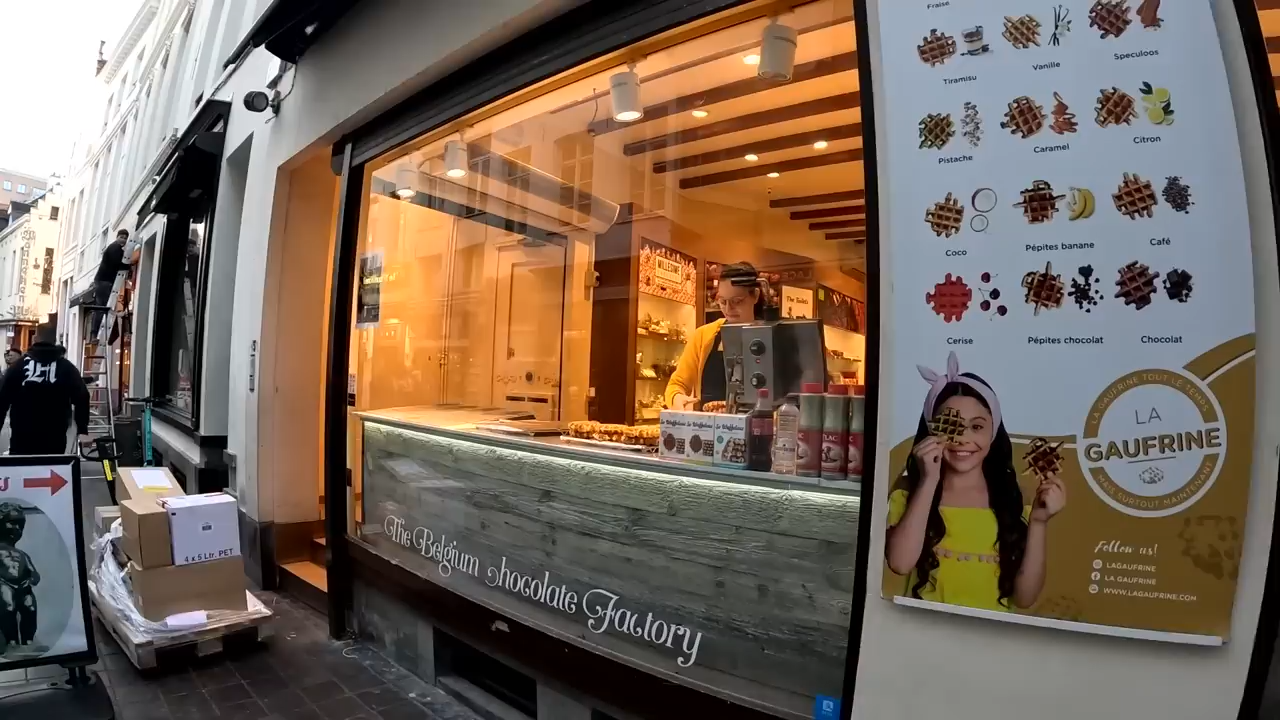 Fraise
Tiramisu
Vanille
Speculoos
Pistache
Caramel
Citron
Coco
Pépites banane
Café
Cerise
Pépites chocolat
Chocolat
LA GAUFRINE TOUT LE TEMPS
LA
GAUFRINE
MAIS SURTOUT MAINTENANT
Follow us!
LAGAUFRINE
LA GAUFRINE
WWW.LAGAUFRINE.COM
The Belgium Chocolate Factory
4 x 5 Ltr. PET